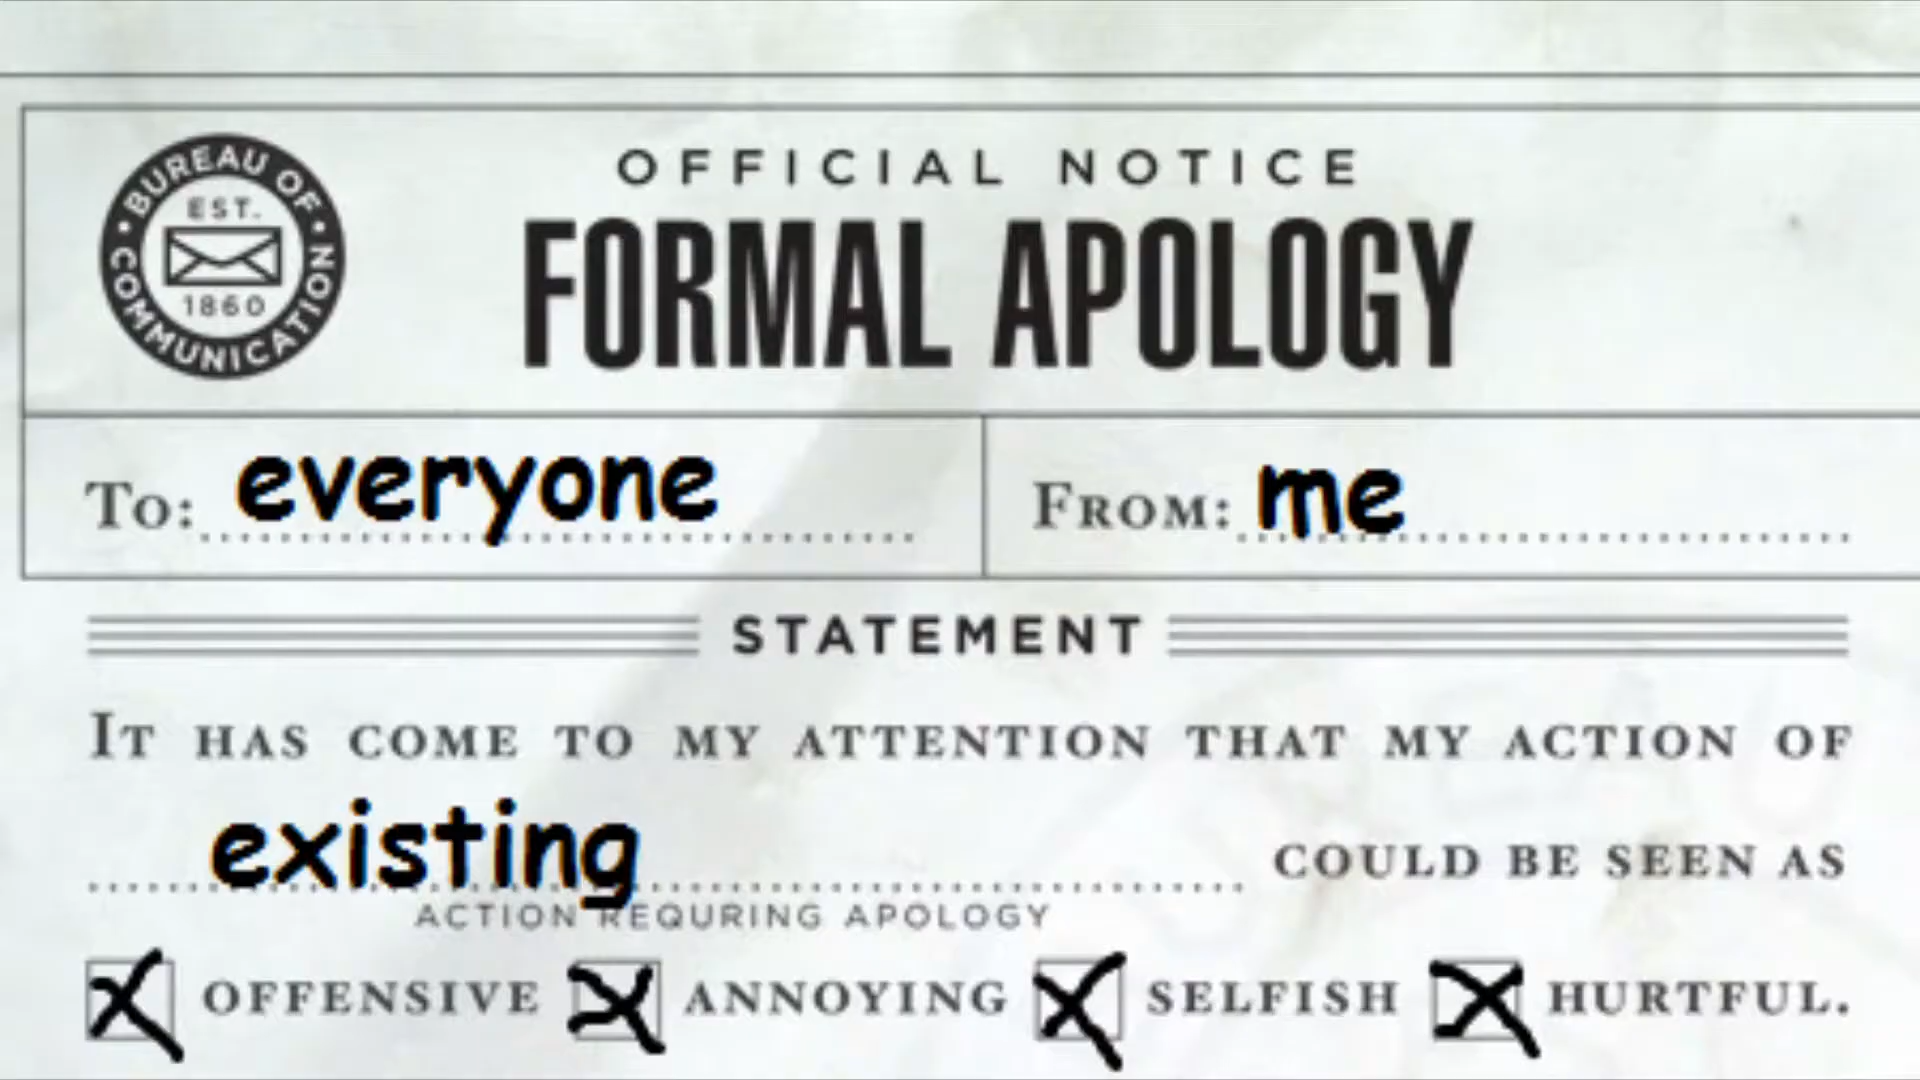 BUREAU OF COMMUNICATION
EST.
1860
OFFICIAL NOTICE
FORMAL APOLOGY
TO: everyone
FROM: me
STATEMENT
IT HAS COME TO MY ATTENTION THAT MY ACTION OF
existing COULD BE SEEN AS
ACTION REQURING APOLOGY
OFFENSIVE ANNOYING SELFISH HURTFUL.